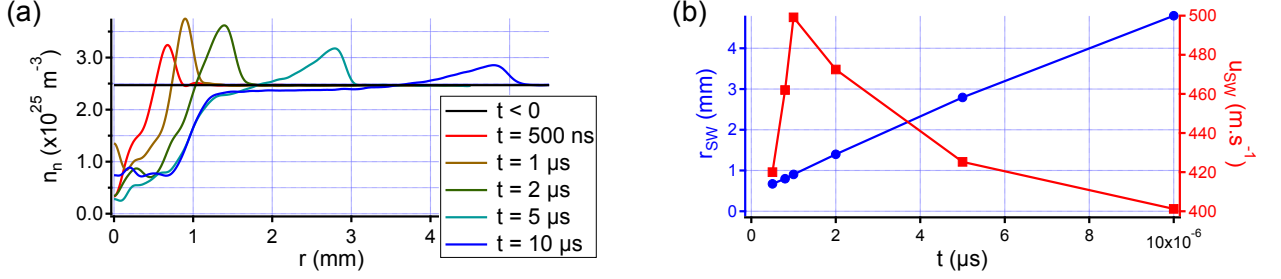 (a)
n_n (x10^25 m^-3)
3.0
2.0
1.0
0.0
0
1
2
3
4
r (mm)
t < 0
t = 500 ns
t = 1 µs
t = 2 µs
t = 5 µs
t = 10 µs
(b)
r_SW (mm)
4
3
2
1
0
0
2
4
6
8
10x10^-6
t (µs)
500
480
460
440
420
400
u_SW (m.s^-1)